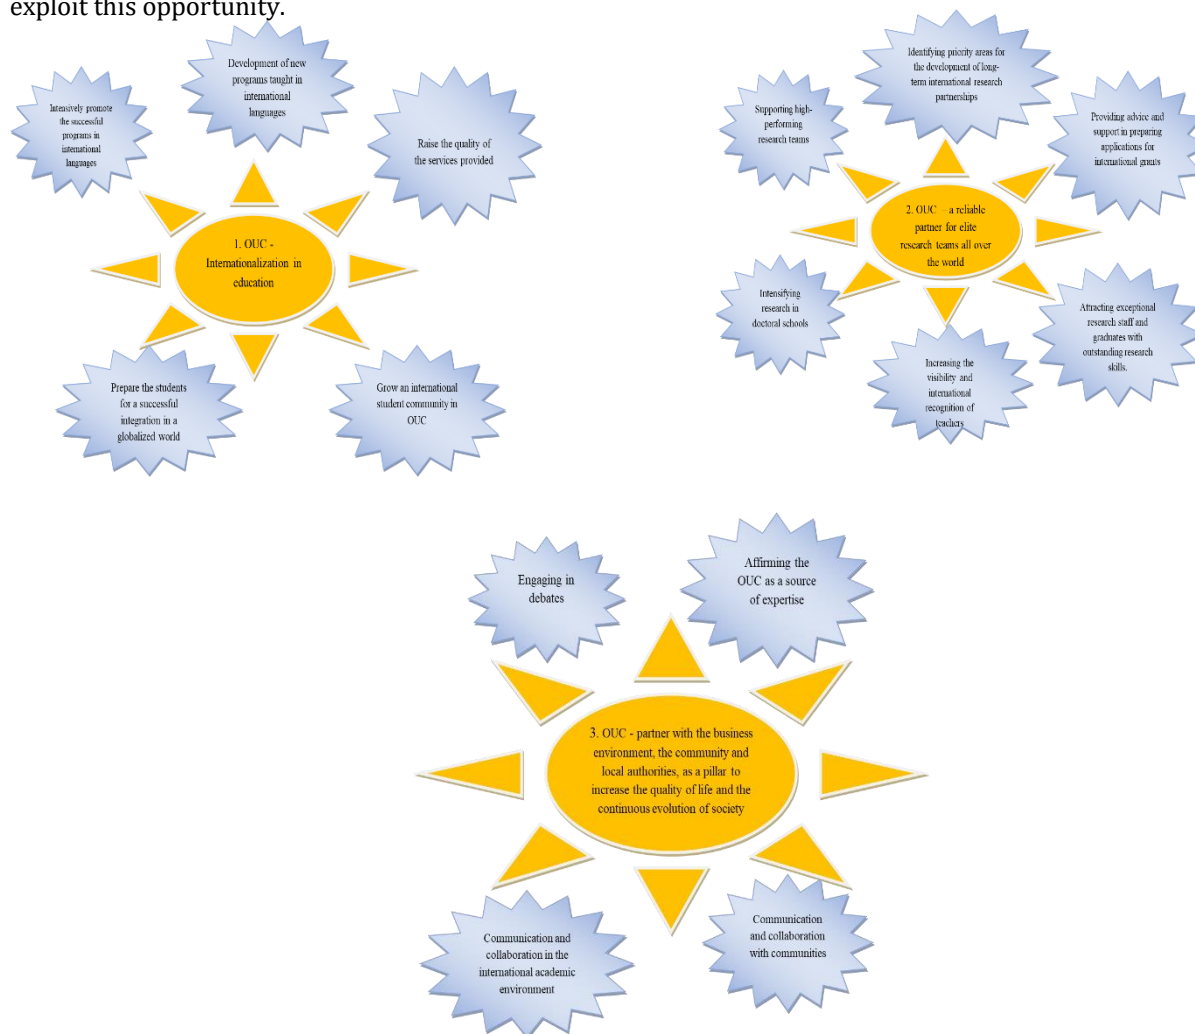 exploit this opportunity.
Development of new
programs taught in
international
languages
Intensively promote
the successful
programs in
international
languages
Raise the quality of
the services provided
1. OUC -
Internationalization in
education
Prepare the students
for a successful
integration in a
globalized world
Grow an international
student community in
OUC
Identifying priority areas for
the development of long-
term international research
partnerships
Supporting high-
performing
research teams
Providing advice and
support in preparing
applications for
international grants
2. OUC – a reliable
partner for elite
research teams all over
the world
Intensifying
research in
doctoral schools
Attracting exceptional
research staff and
graduates with
outstanding research
skills.
Increasing the
visibility and
international
recognition of
teachers
Engaging in
debates
Affirming the
OUC as a source
of expertise
3. OUC - partner with the business
environment, the community and
local authorities, as a pillar to
increase the quality of life and the
continuous evolution of society
Communication and
collaboration in the
international academic
environment
Communication
and collaboration
with communities